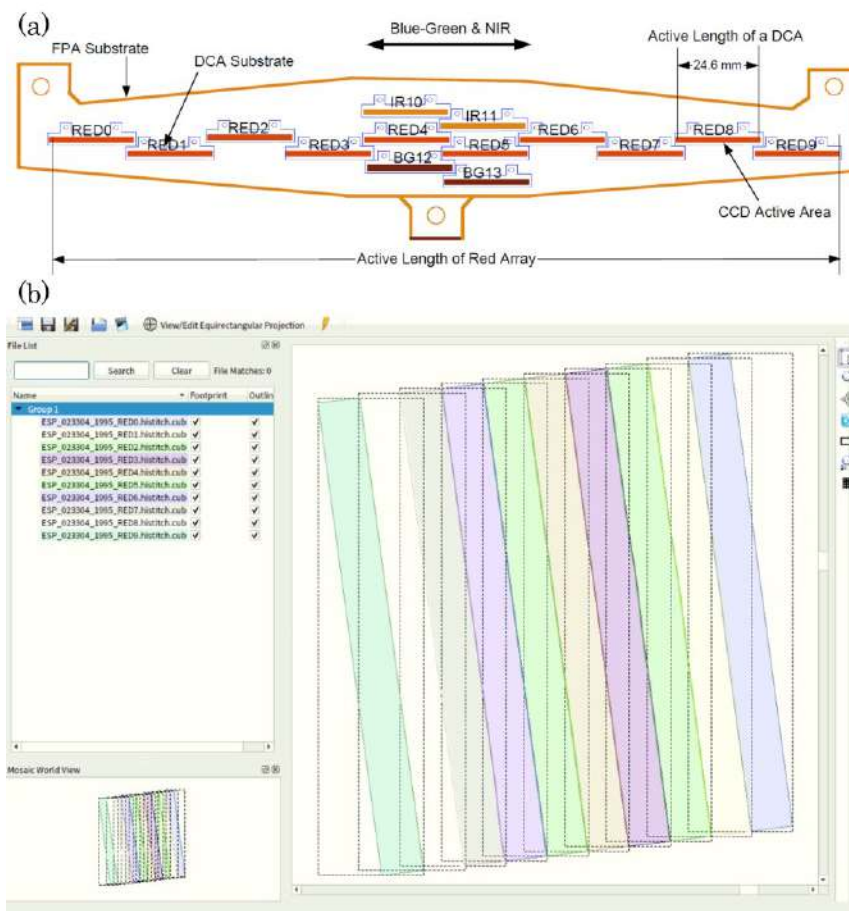 (a)
FPA Substrate
DCA Substrate
Blue-Green & NIR
Active Length of a DCA
24.6 mm
IR10
IR11
RED0
RED1
RED2
RED3
RED4
RED5
RED6
RED7
RED8
RED9
BG12
BG13
CCD Active Area
Active Length of Red Array
(b)
View/Edit Equirectangular Projection
File List
Search Clear File Matches: 0
Name Footprint Outlin
Group 1
ESP_023304_1995_RED0.histitch.cub
ESP_023304_1995_RED1.histitch.cub
ESP_023304_1995_RED2.histitch.cub
ESP_023304_1995_RED3.histitch.cub
ESP_023304_1995_RED4.histitch.cub
ESP_023304_1995_RED5.histitch.cub
ESP_023304_1995_RED6.histitch.cub
ESP_023304_1995_RED7.histitch.cub
ESP_023304_1995_RED8.histitch.cub
ESP_023304_1995_RED9.histitch.cub
Mosaic World View